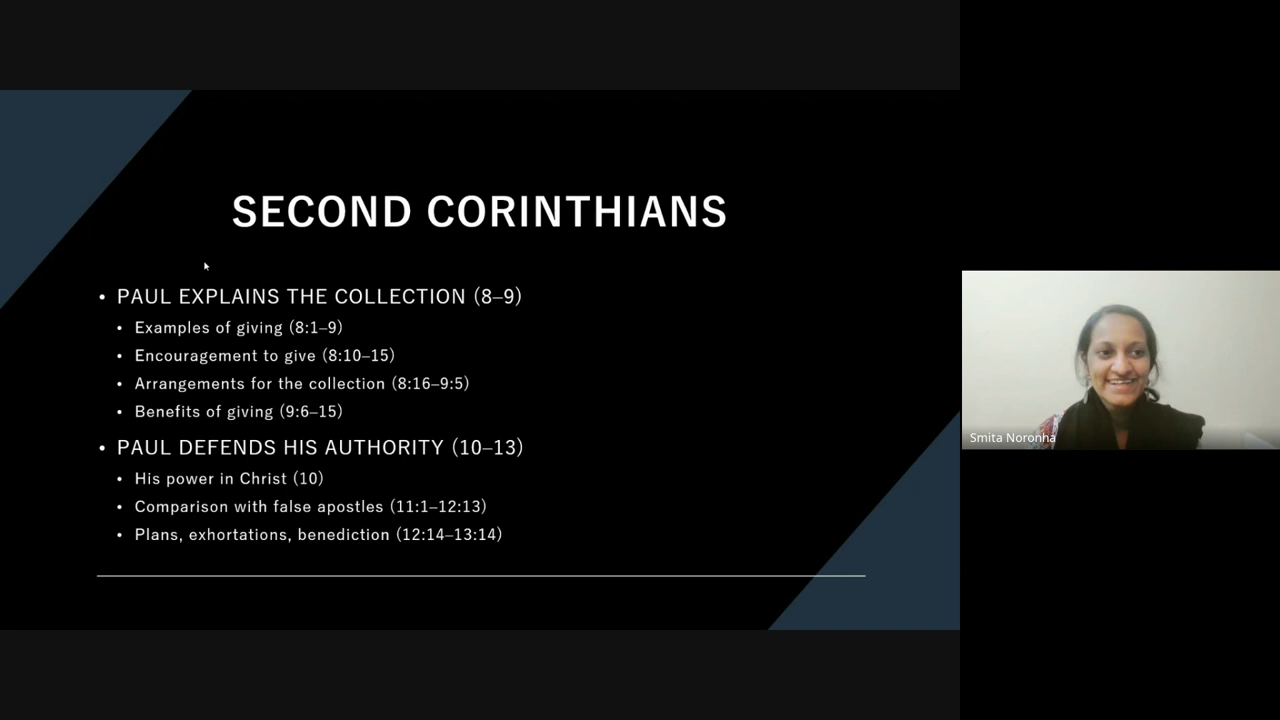 SECOND CORINTHIANS
• PAUL EXPLAINS THE COLLECTION (8–9)
• Examples of giving (8:1–9)
• Encouragement to give (8:10–15)
• Arrangements for the collection (8:16–9:5)
• Benefits of giving (9:6–15)
• PAUL DEFENDS HIS AUTHORITY (10–13)
• His power in Christ (10)
• Comparison with false apostles (11:1–12:13)
• Plans, exhortations, benediction (12:14–13:14)
Smita Noronha